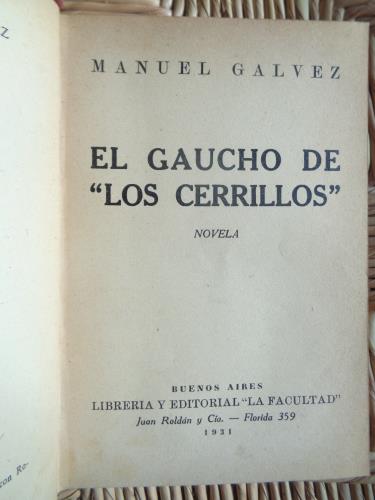 MANUEL GALVEZ
EL GAUCHO DE
"LOS CERRILLOS"
NOVELA
BUENOS AIRES
LIBRERIA Y EDITORIAL "LA FACULTAD"
Juan Roldán y Cía. — Florida 359
1931